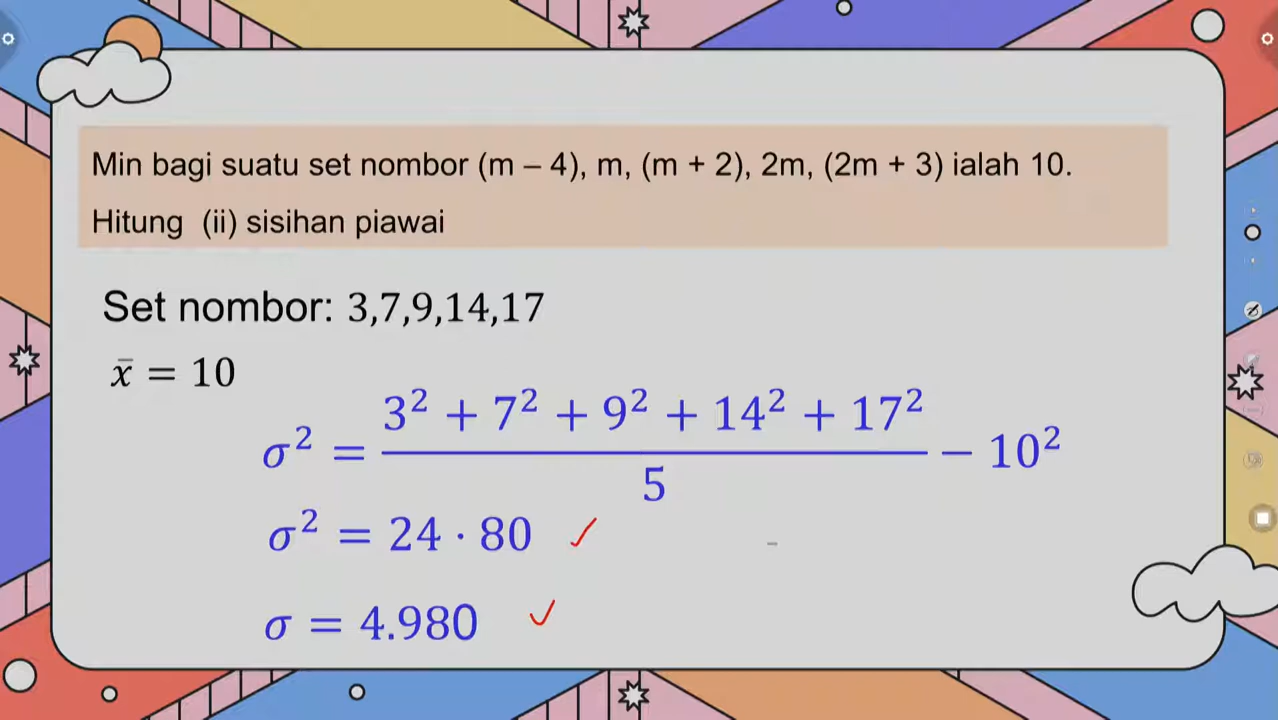 Min bagi suatu set nombor (m – 4), m, (m + 2), 2m, (2m + 3) ialah 10.
Hitung (ii) sisihan piawai
Set nombor: 3,7,9,14,17
x̄ = 10
σ² = (3² + 7² + 9² + 14² + 17²)/5 − 10²
σ² = 24 · 80
σ = 4.980